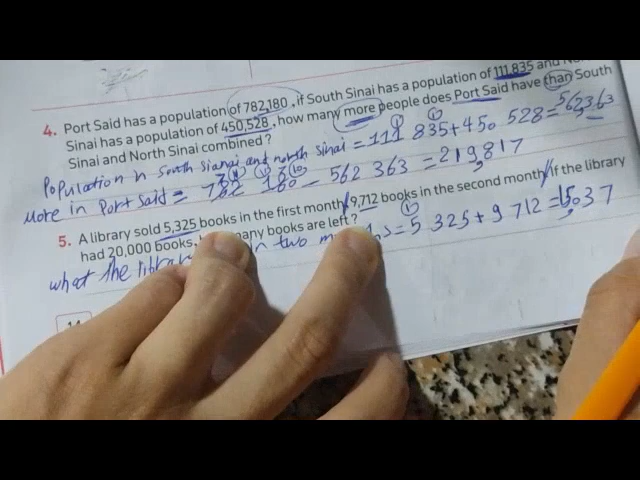 4. Port Said has a population of 782,180, if South Sinai has a population of 111,835 and
Sinai has a population of 450,528, how many more people does Port Said have than South
Sinai and North Sinai combined?
Population n south sianai and north sinai = 111 835+450 528=562363
More in Port said = 782 180 - 562 363 = 219,817
5. A library sold 5,325 books in the first month, 9,712 books in the second month, If the library
had 20,000 books, many books are left?
what the library in two =5 325+9 712=15037